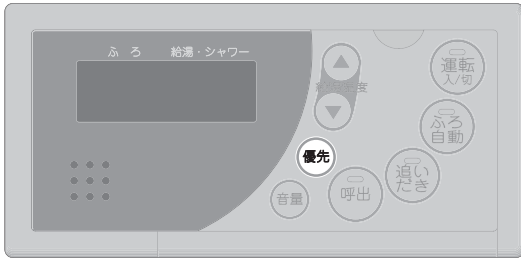 ふろ 給湯・シャワー
運転
入/切
ふろ
自動
優先
追い
だき
呼出
音量